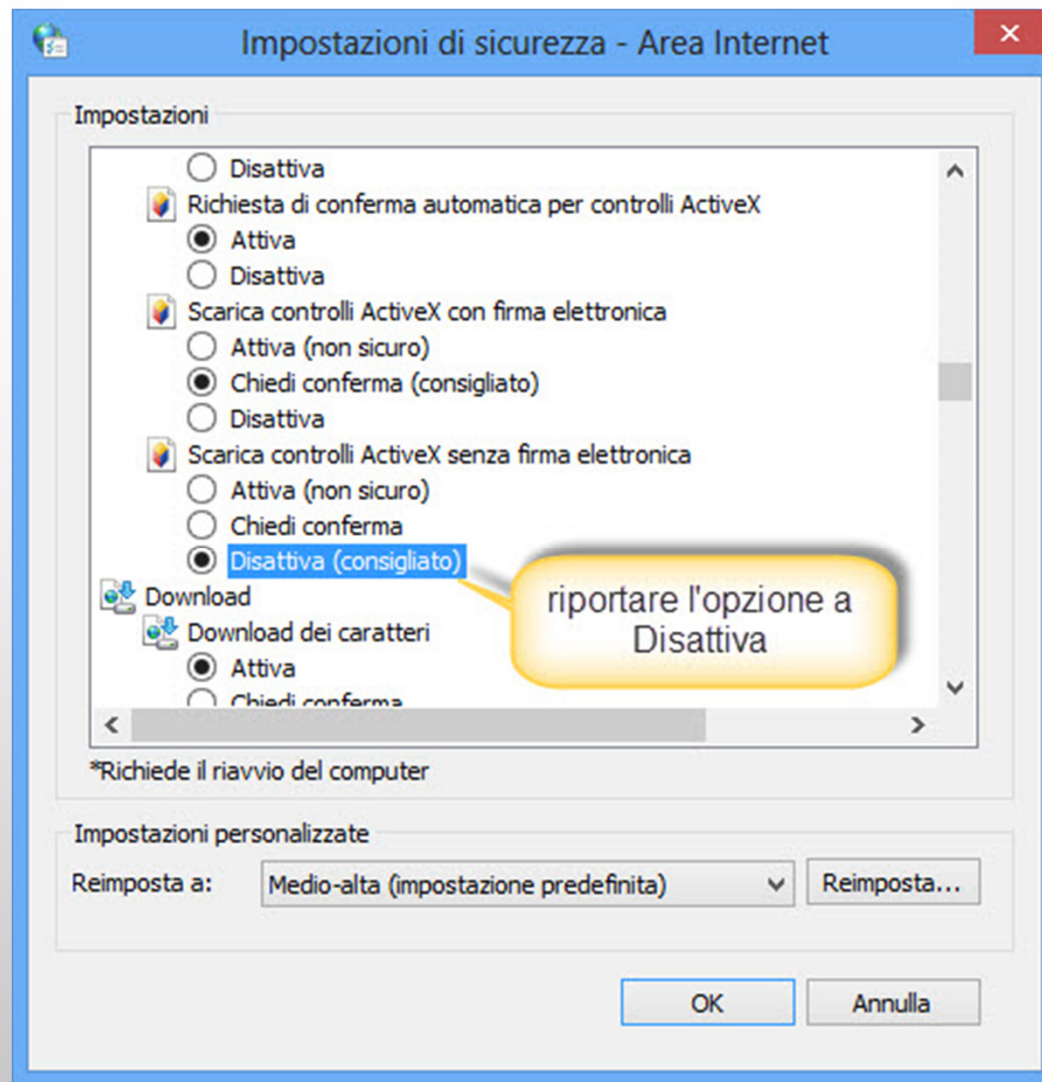 Impostazioni di sicurezza - Area Internet
Impostazioni
Disattiva
Richiesta di conferma automatica per controlli ActiveX
Attiva
Disattiva
Scarica controlli ActiveX con firma elettronica
Attiva (non sicuro)
Chiedi conferma (consigliato)
Disattiva
Scarica controlli ActiveX senza firma elettronica
Attiva (non sicuro)
Chiedi conferma
Disattiva (consigliato)
riportare l'opzione a
Disattiva
Download
Download dei caratteri
Attiva
Chiedi conferma
*Richiede il riavvio del computer
Impostazioni personalizzate
Reimposta a:
Medio-alta (impostazione predefinita)
Reimposta...
OK
Annulla